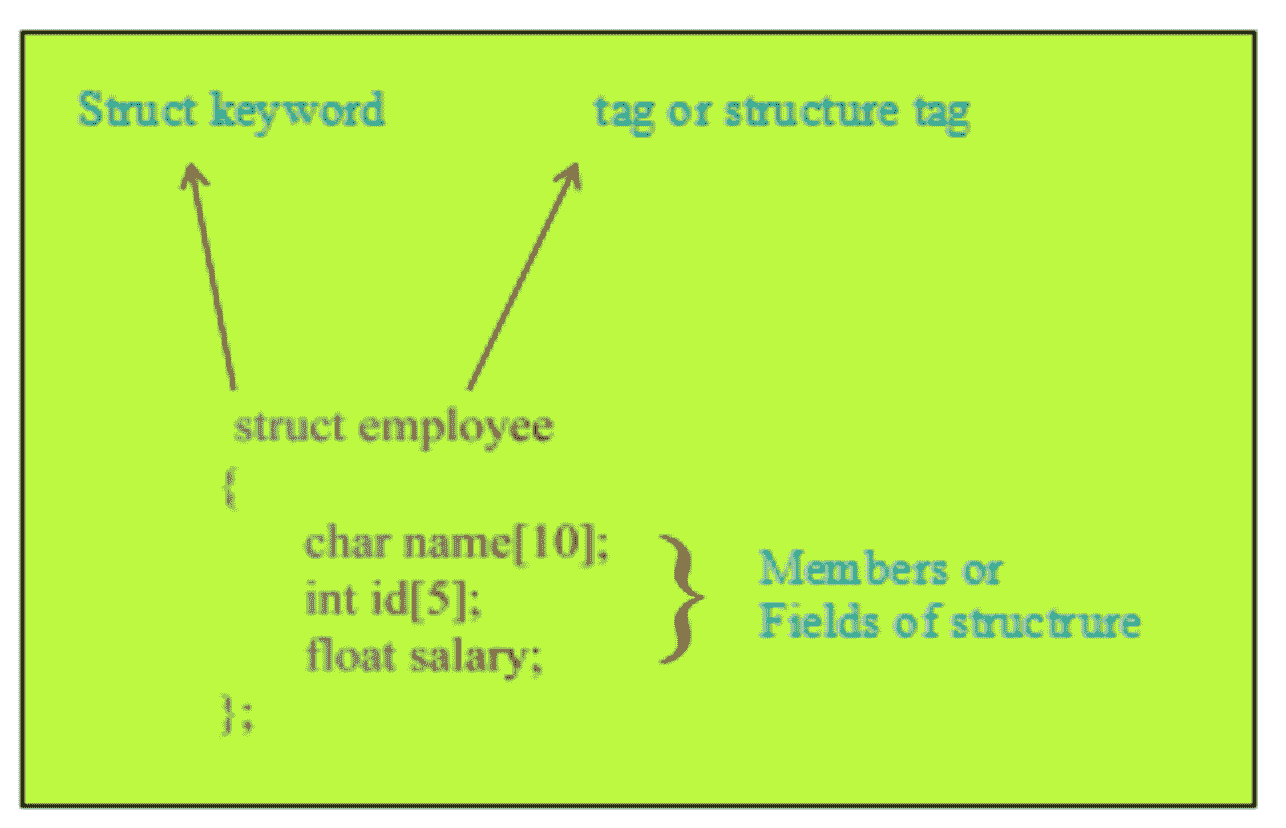 Struct keyword
tag or structure tag
struct employee
{
char name[10];
int id[5];
float salary;
};
Members or
Fields of structrure